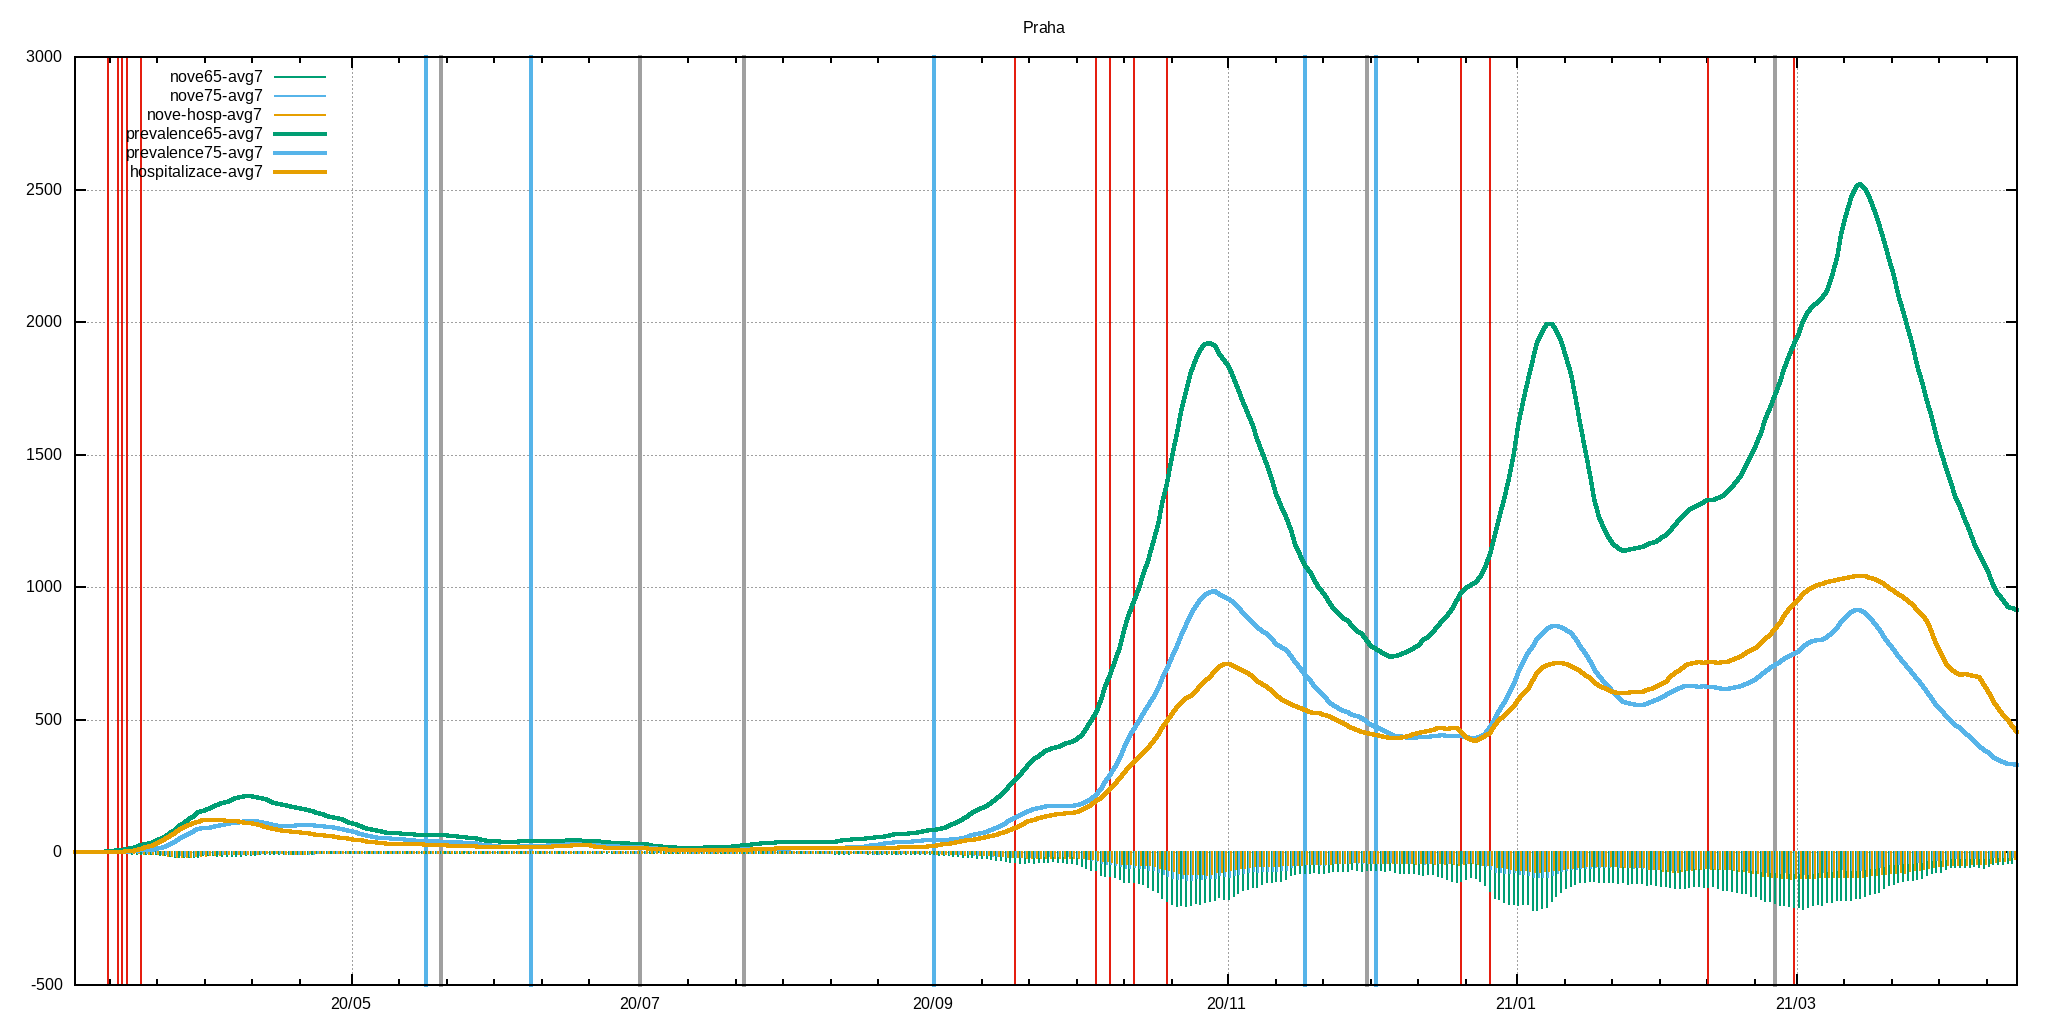 Praha
3000
nove65-avg7
nove75-avg7
nove-hosp-avg7
prevalence65-avg7
prevalence75-avg7
hospitalizace-avg7
2500
2000
1500
1000
500
0
-500
20/05
20/07
20/09
20/11
21/01
21/03